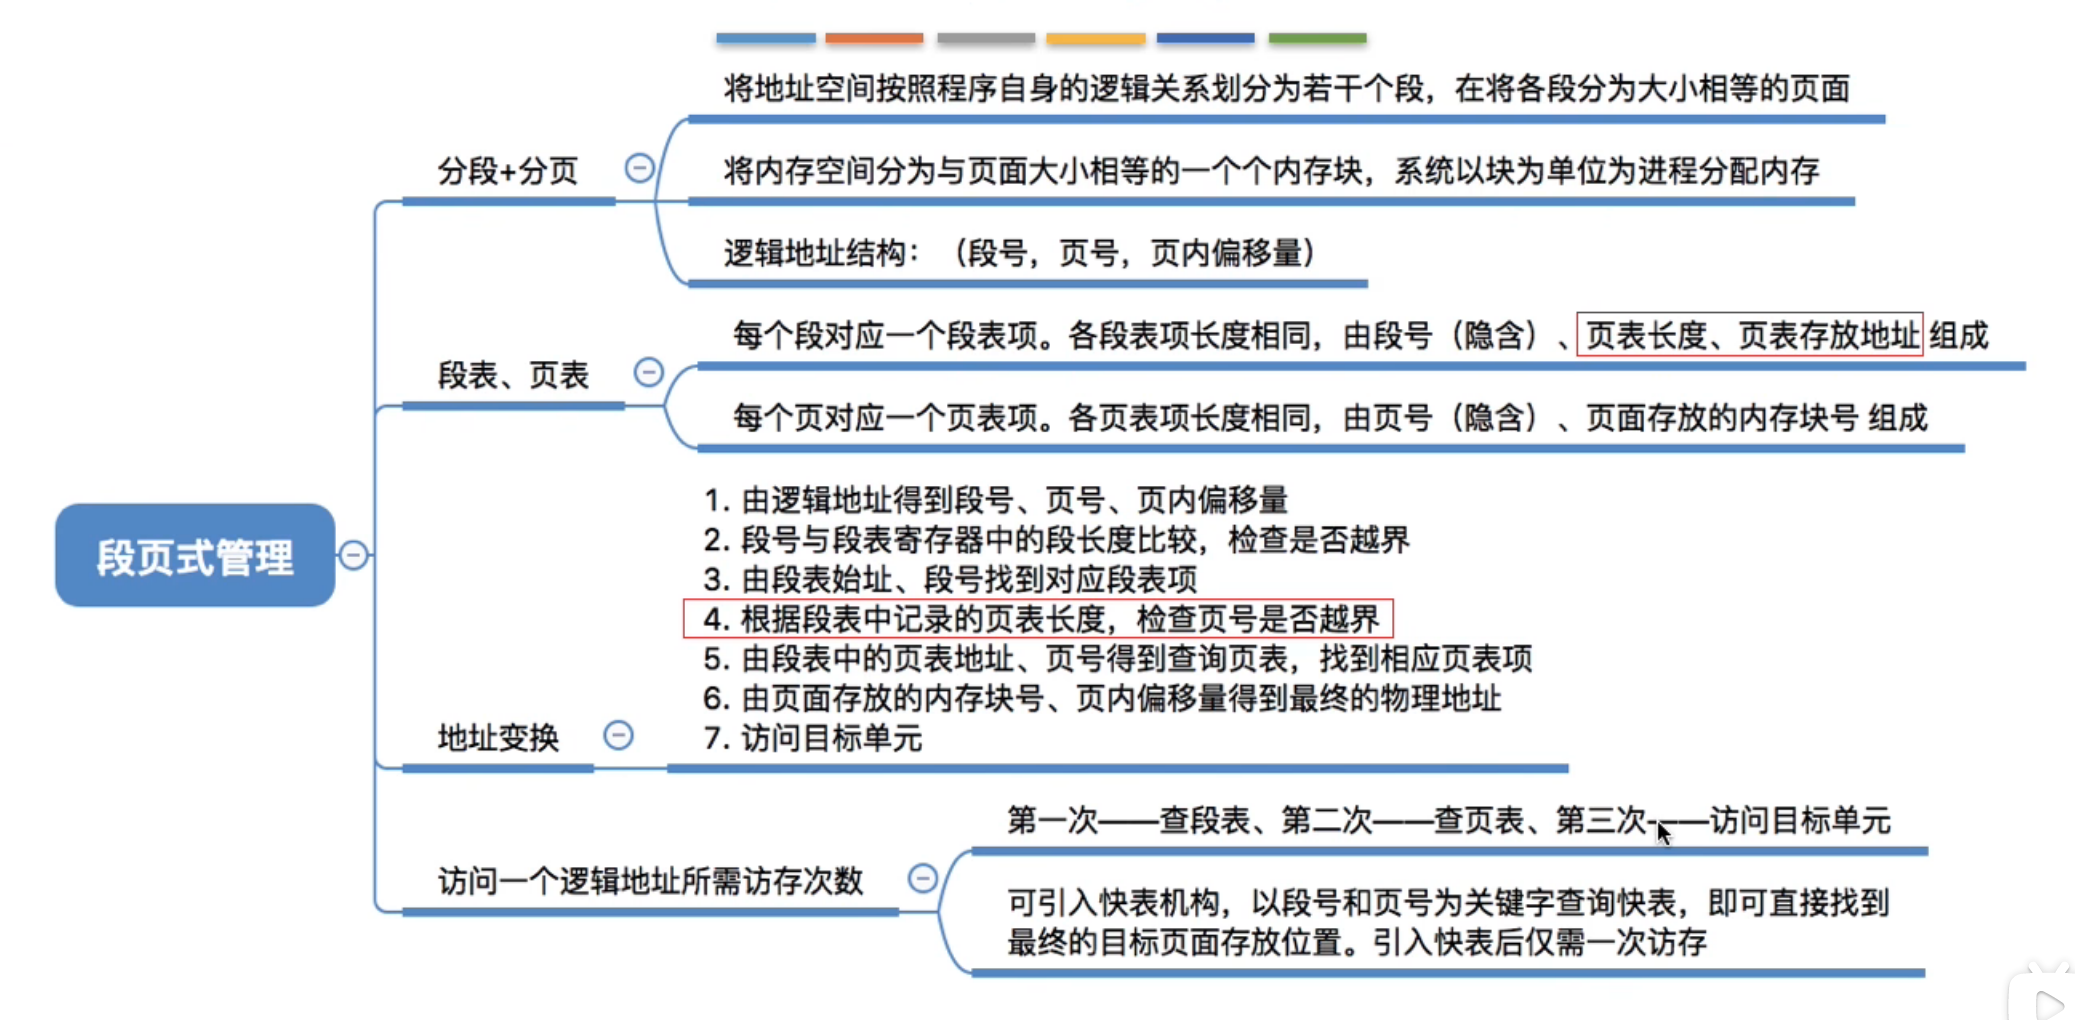 将地址空间按照程序自身的逻辑关系划分为若干个段，在将各段分为大小相等的页面
分段+分页
将内存空间分为与页面大小相等的一个个内存块，系统以块为单位为进程分配内存
逻辑地址结构：（段号，页号，页内偏移量）
每个段对应一个段表项。各段表项长度相同，由段号（隐含）、页表长度、页表存放地址 组成
段表、页表
每个页对应一个页表项。各页表项长度相同，由页号（隐含）、页面存放的内存块号 组成
段页式管理
1. 由逻辑地址得到段号、页号、页内偏移量
2. 段号与段表寄存器中的段长度比较，检查是否越界
3. 由段表始址、段号找到对应段表项
4. 根据段表中记录的页表长度，检查页号是否越界
5. 由段表中的页表地址、页号得到查询页表，找到相应页表项
6. 由页面存放的内存块号、页内偏移量得到最终的物理地址
7. 访问目标单元
地址变换
第一次——查段表、第二次——查页表、第三次——访问目标单元
访问一个逻辑地址所需访存次数
可引入快表机构，以段号和页号为关键字查询快表，即可直接找到
最终的目标页面存放位置。引入快表后仅需一次访存